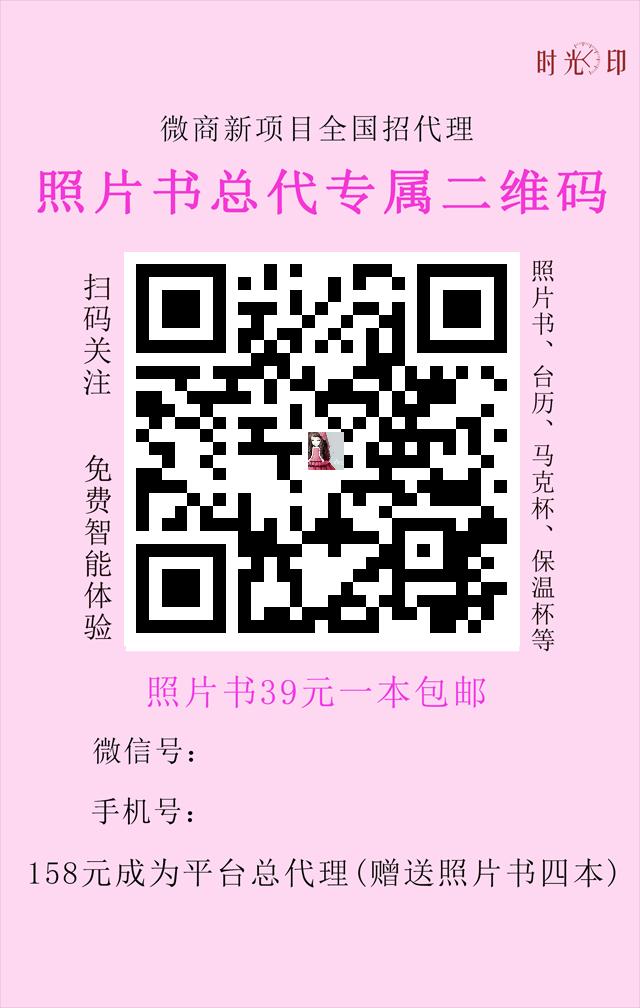 时光印
微商新项目全国招代理
照片书总代专属二维码
扫码关注 免费智能体验
照片书、台历、马克杯、保温杯等
照片书39元一本包邮
微信号：
手机号：
158元成为平台总代理(赠送照片书四本)